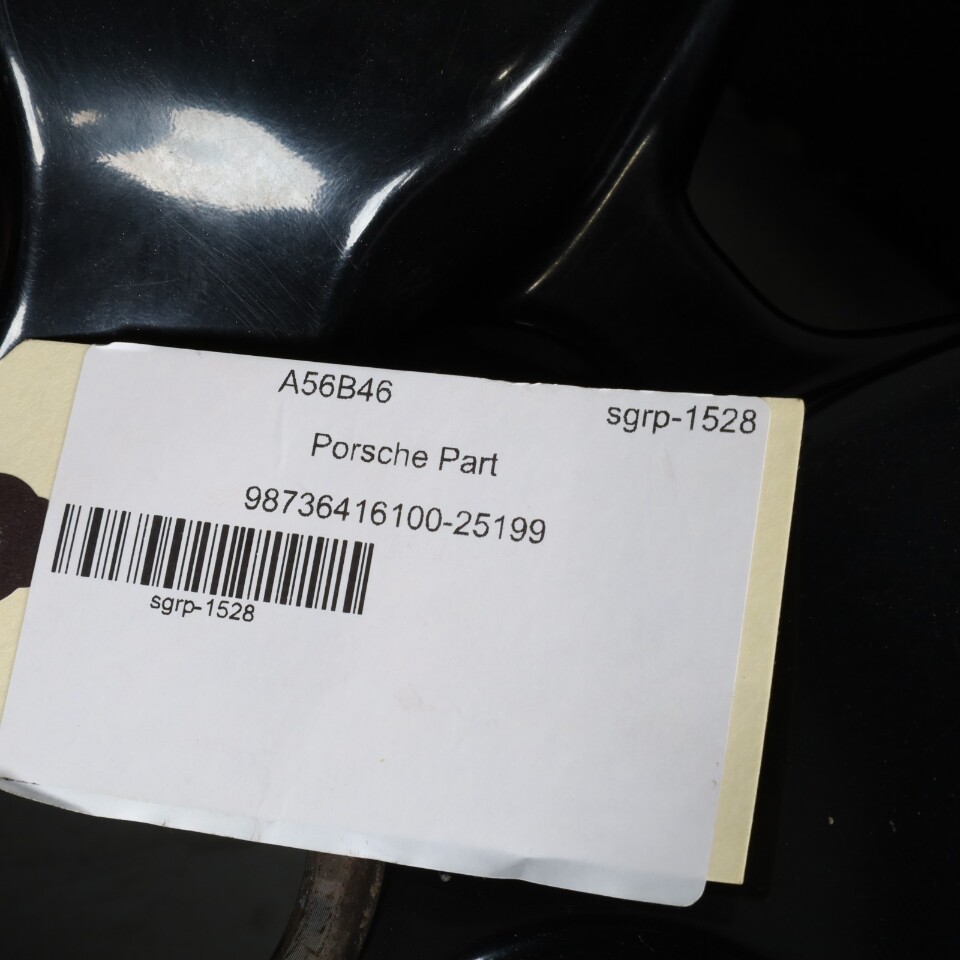 A56B46
sgrp-1528
Porsche Part
98736416100-25199
sgrp-1528